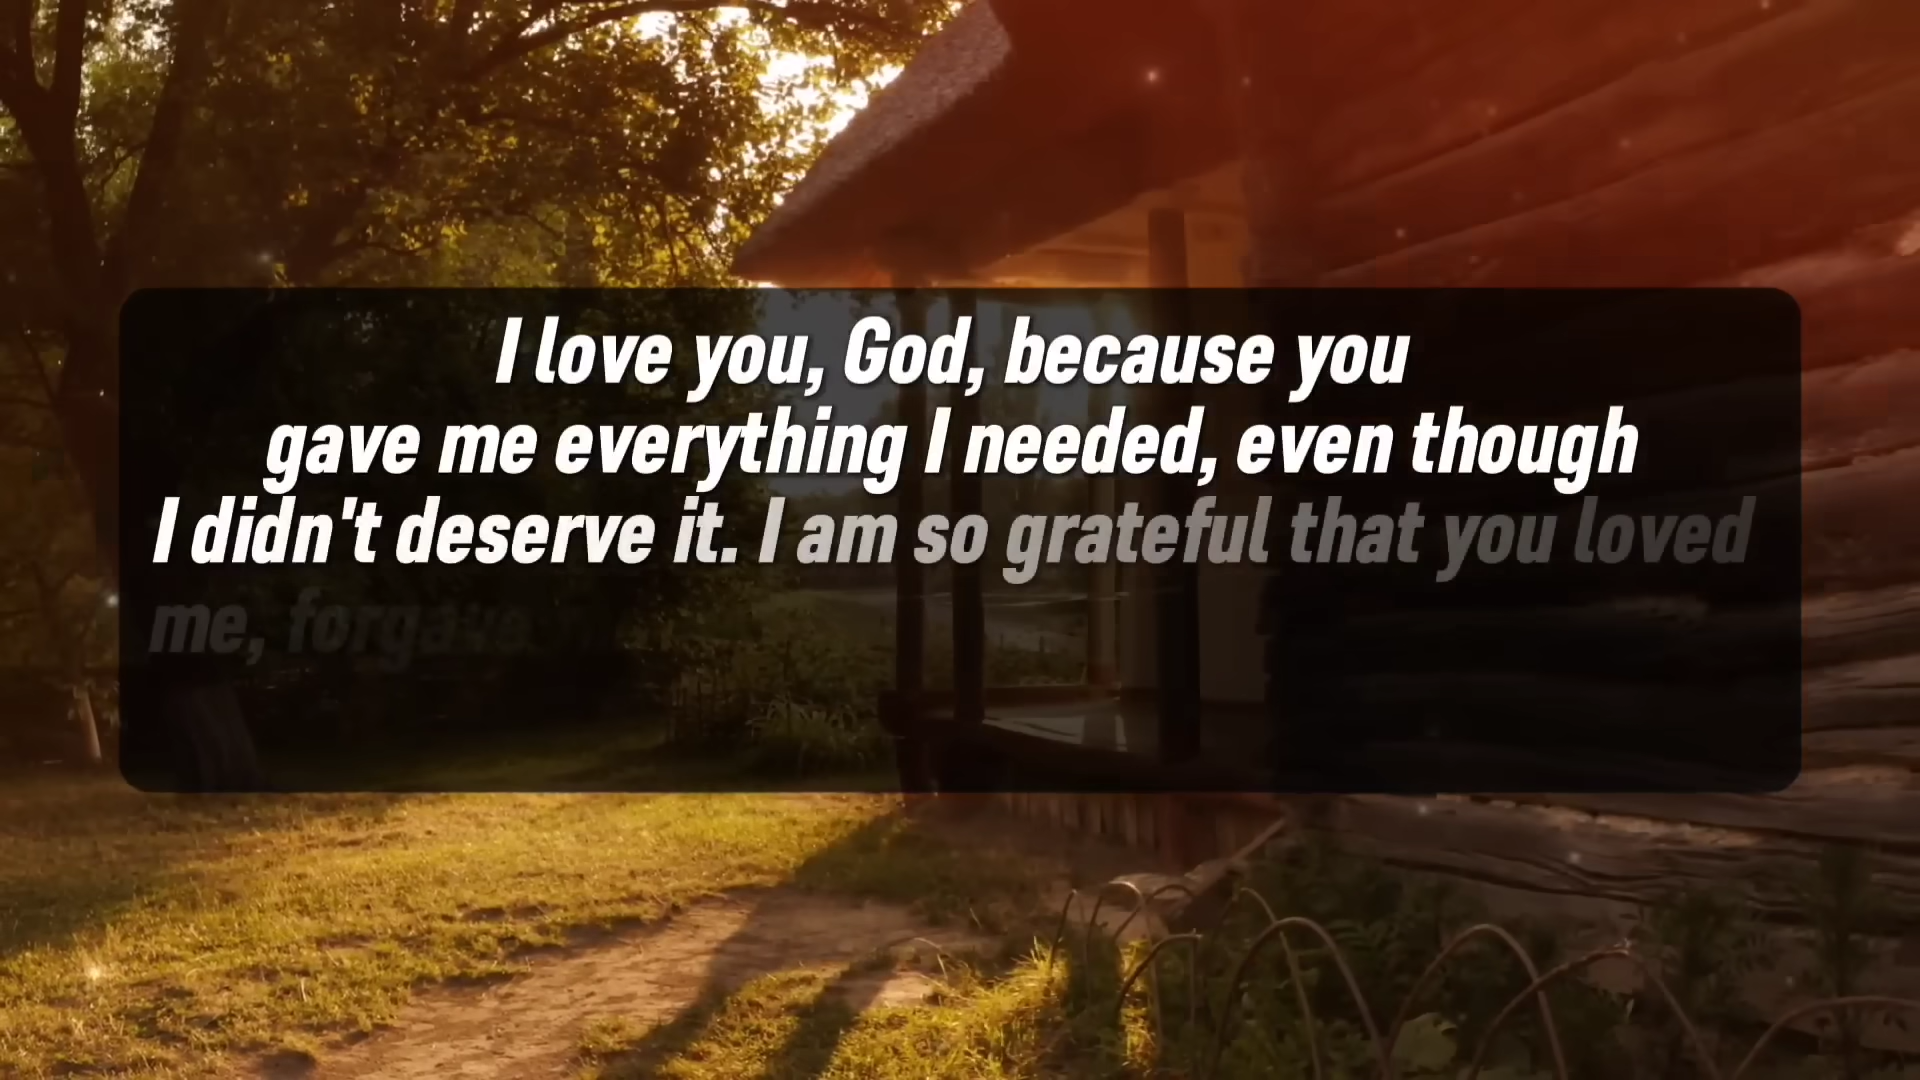 I love you, God, because you
gave me everything I needed, even though
I didn't deserve it. I am so grateful that you loved
me, forgave